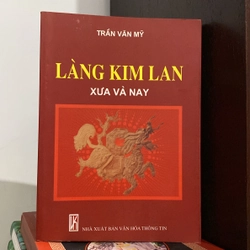 TRẦN VĂN MỸ
LÀNG KIM LAN
XƯA VÀ NAY
NHÀ XUẤT BẢN VĂN HÓA THÔNG TIN